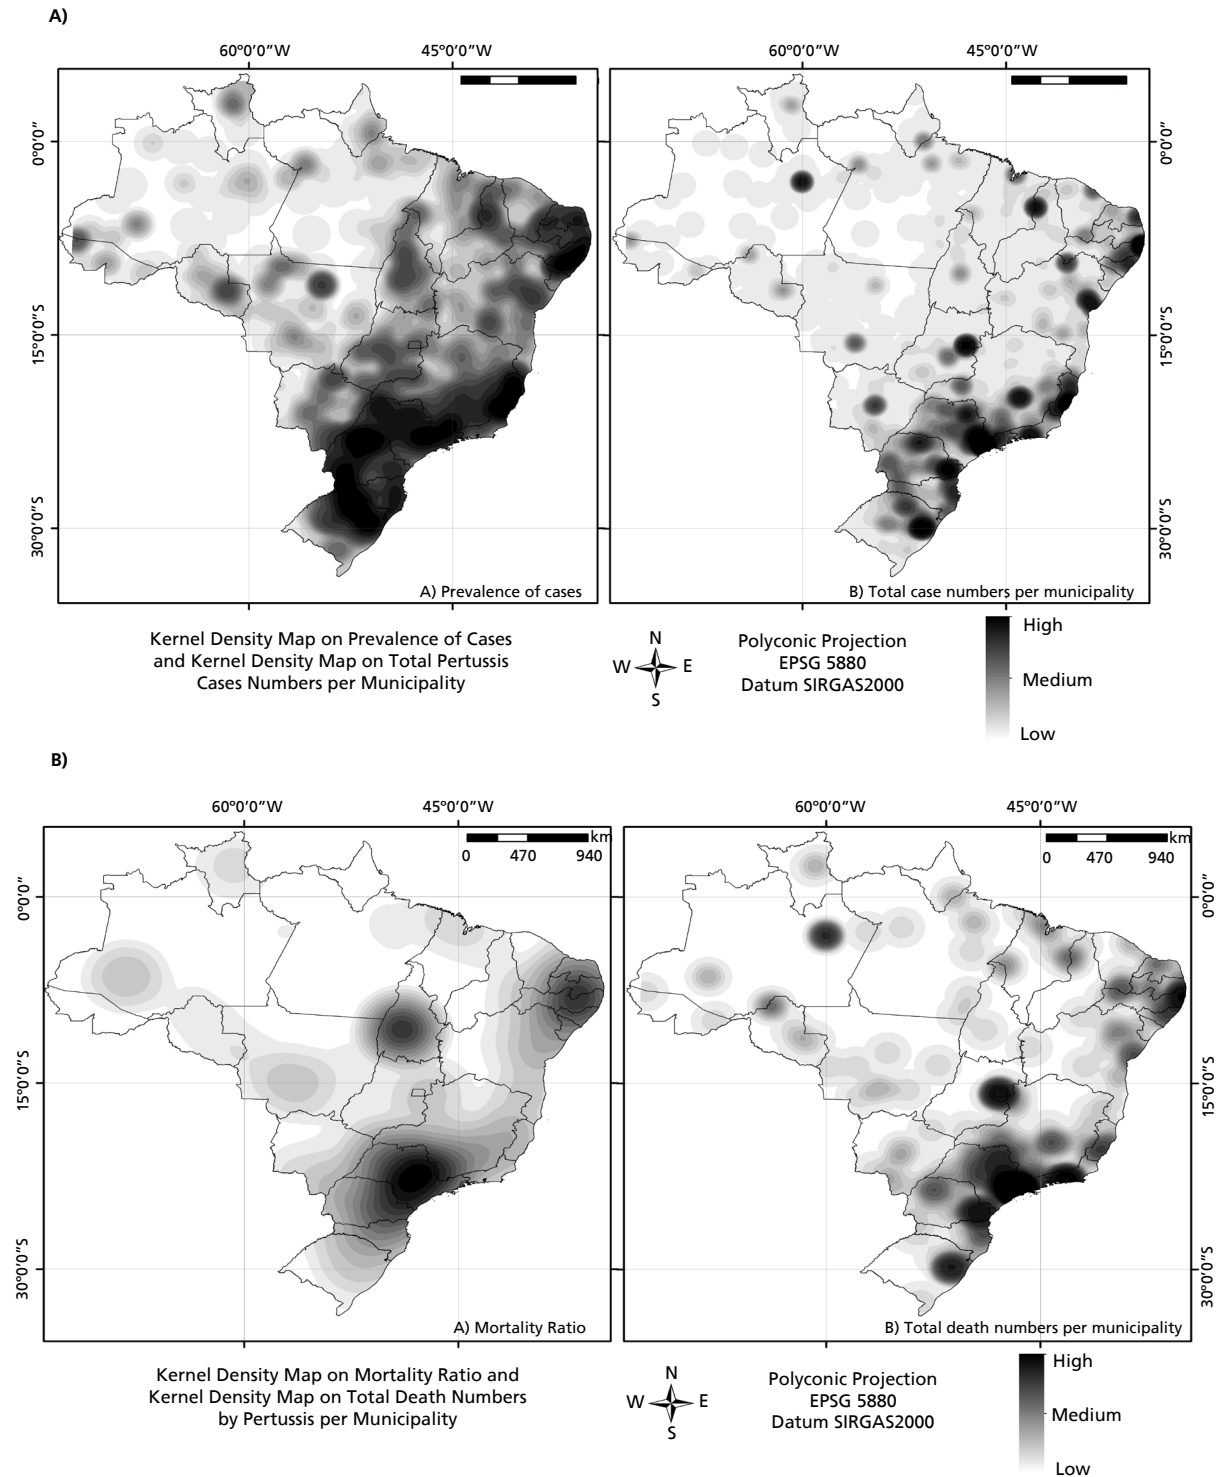 A)
60°0'0"W
45°0'0"W
60°0'0"W
45°0'0"W
0°0'0"
15°0'0"S
30°0'0"S
0°0'0"
15°0'0"S
30°0'0"S
A) Prevalence of cases
B) Total case numbers per municipality
Kernel Density Map on Prevalence of Cases
and Kernel Density Map on Total Pertussis
Cases Numbers per Municipality
N
W
E
S
Polyconic Projection
EPSG 5880
Datum SIRGAS2000
High
Medium
Low
B)
60°0'0"W
45°0'0"W
60°0'0"W
45°0'0"W
km
0 470 940
km
0 470 940
0°0'0"
15°0'0"S
30°0'0"S
0°0'0"
15°0'0"S
30°0'0"S
A) Mortality Ratio
B) Total death numbers per municipality
Kernel Density Map on Mortality Ratio and
Kernel Density Map on Total Death Numbers
by Pertussis per Municipality
N
W
E
S
Polyconic Projection
EPSG 5880
Datum SIRGAS2000
High
Medium
Low